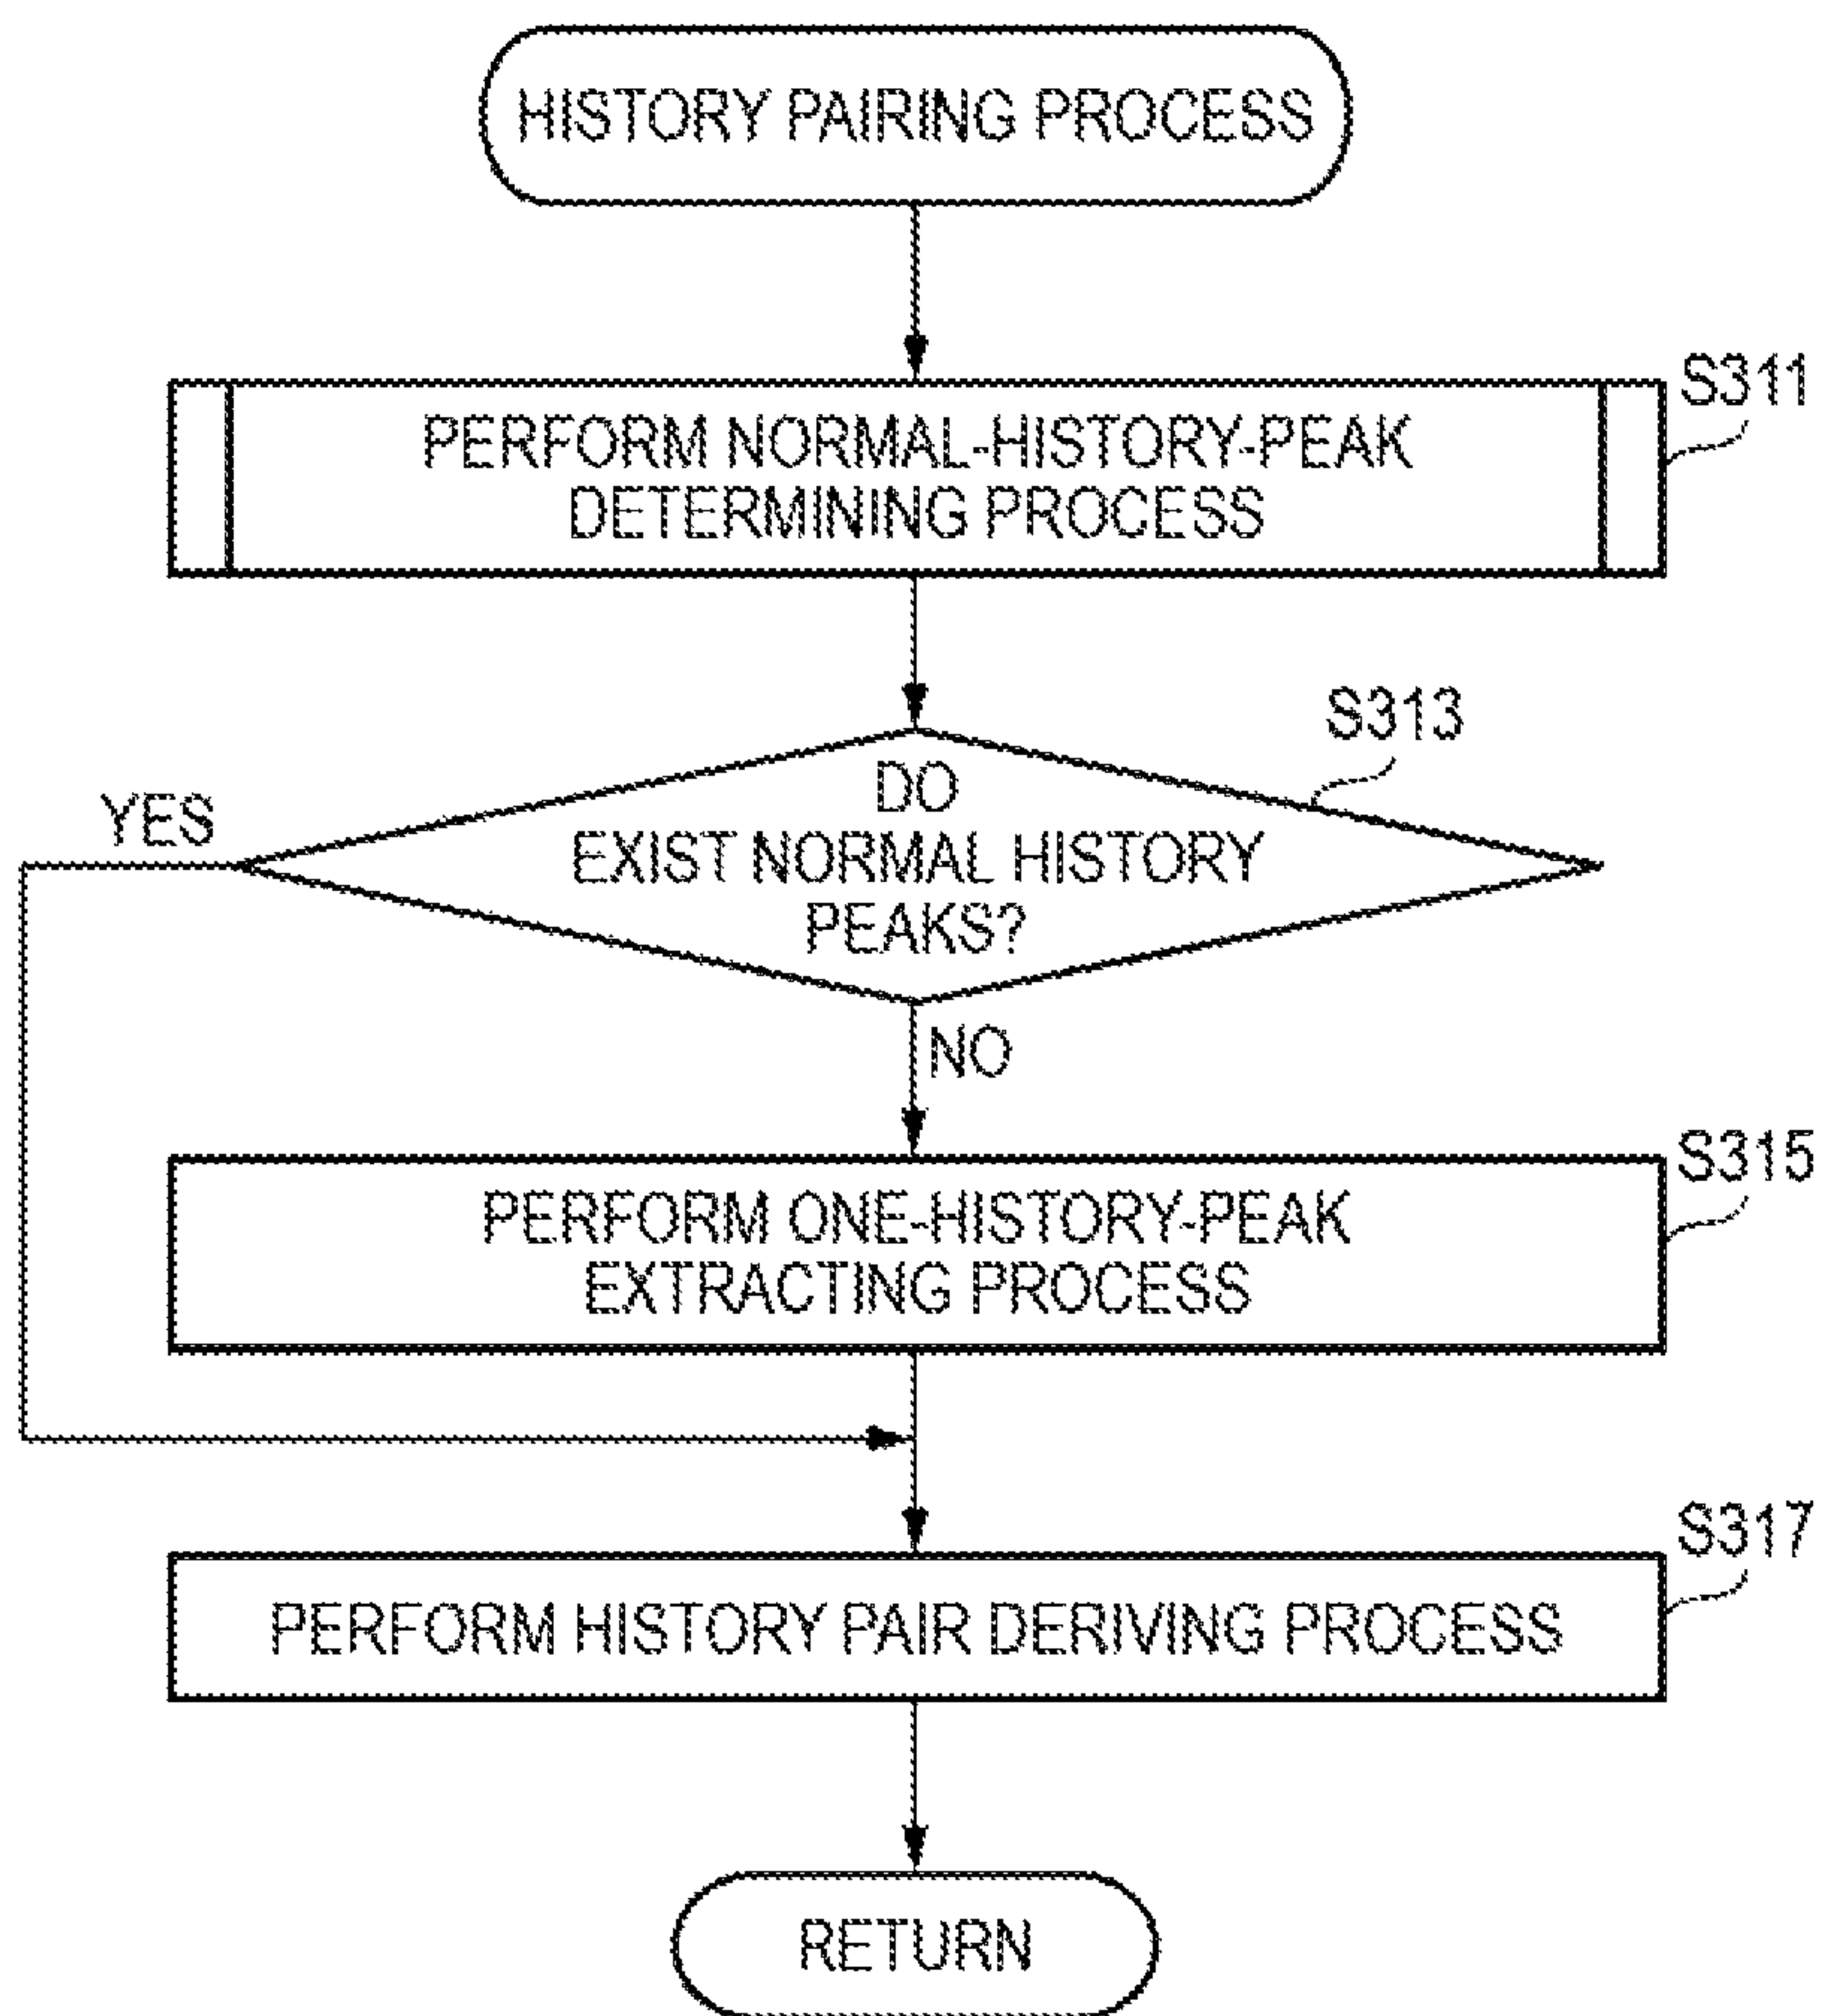 HISTORY PAIRING PROCESS
S311
PERFORM NORMAL-HISTORY-PEAK
DETERMINING PROCESS
S313
DO
YES
EXIST NORMAL HISTORY
PEAKS?
NO
S315
PERFORM ONE-HISTORY-PEAK
EXTRACTING PROCESS
S317
PERFORM HISTORY PAIR DERIVING PROCESS
RETURN